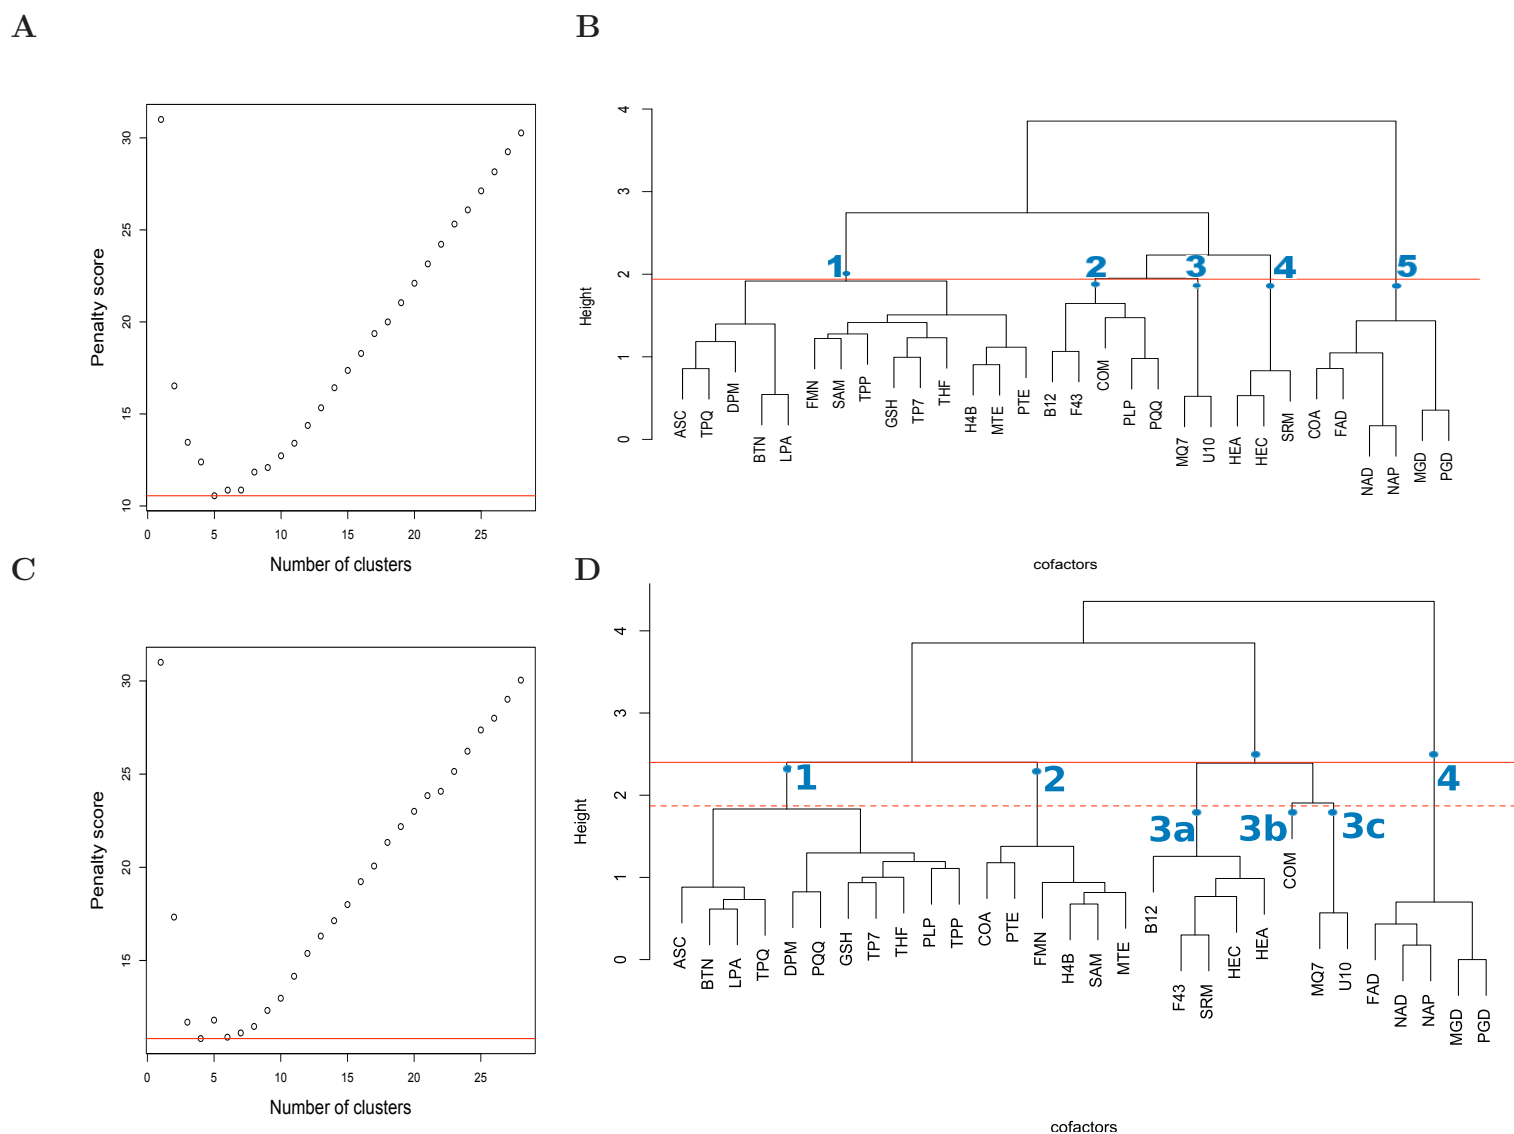 A
B
30
25
20
15
10
Penalty score
0
5
10
15
20
25
Number of clusters
4
3
2
1
0
Height
1
2
3
4
5
ASC
TPQ
DPM
BTN
LPA
FMN
SAM
TPP
GSH
TP7
THF
H4B
MTE
PTE
B12
F43
COM
PLP
PQQ
MQ7
U10
HEA
HEC
SRM
COA
FAD
NAD
NAP
MGD
PGD
cofactors
C
D
30
25
20
15
Penalty score
0
5
10
15
20
25
Number of clusters
4
3
2
1
0
Height
1
2
3a
3b
3c
4
ASC
BTN
LPA
TPQ
DPM
PQQ
GSH
TP7
THF
PLP
TPP
COA
PTE
FMN
H4B
SAM
MTE
B12
F43
SRM
HEC
HEA
COM
MQ7
U10
FAD
NAD
NAP
MGD
PGD
cofactors